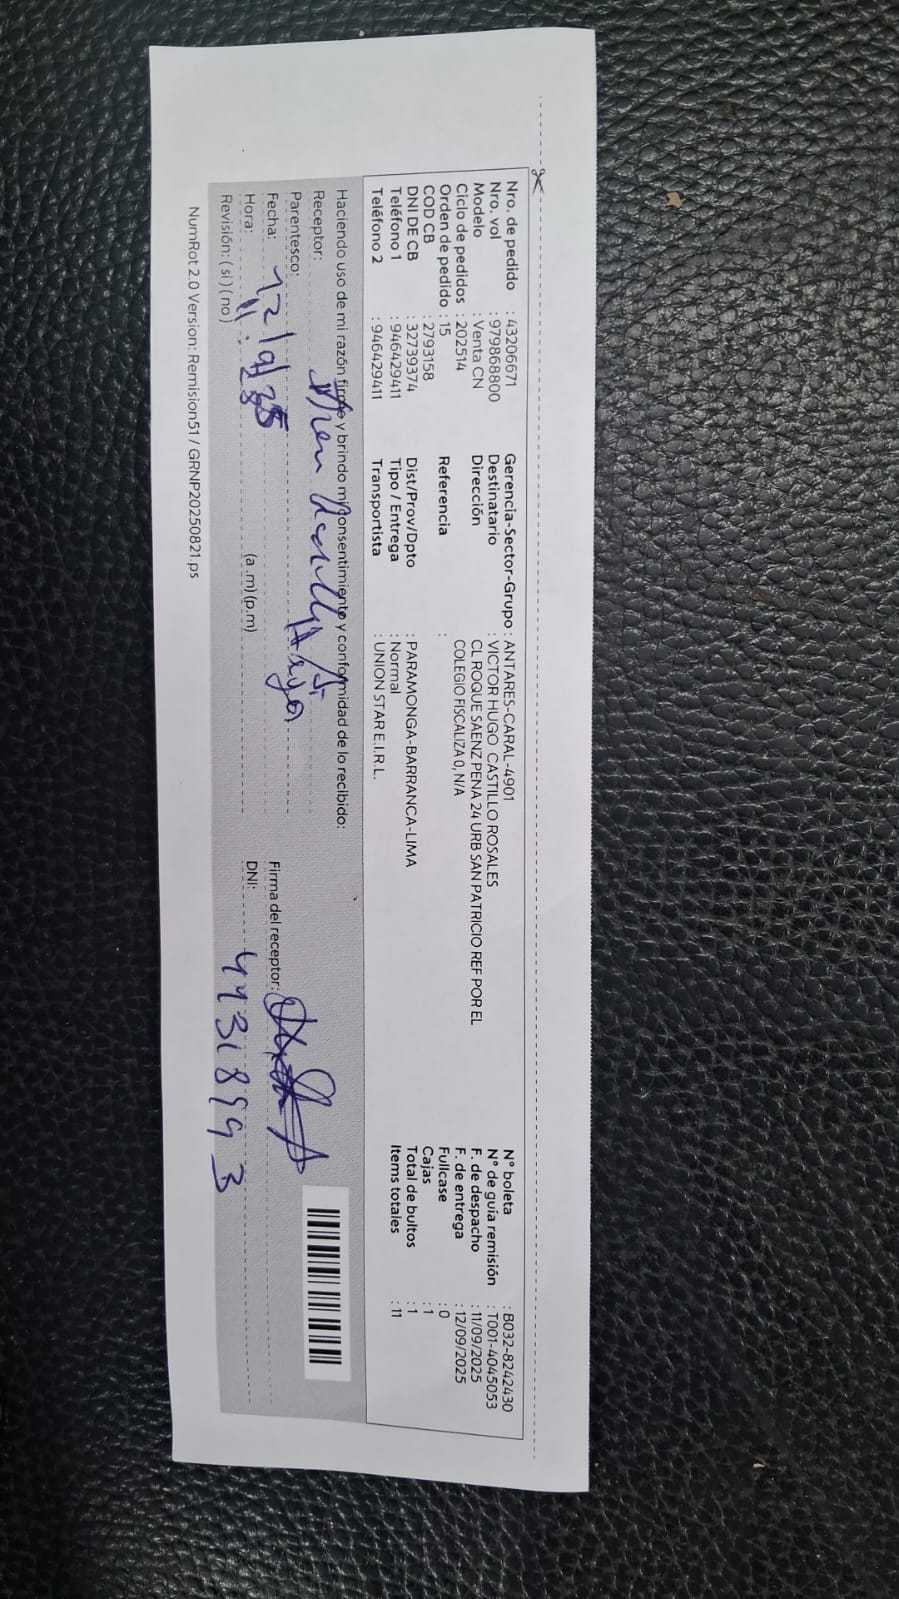 Nro. de pedido : 43206671
Nro. vol : 979868800
Modelo : Venta CN
Ciclo de pedidos : 202514
Orden de pedido : 15
COD CB : 2793158
DNI DE CB : 32739374
Teléfono 1 : 946429411
Teléfono 2 : 946429411
Gerencia-Sector-Grupo : ANTARES-CARAL-4901
Destinatario : VICTOR HUGO CASTILLO ROSALES
Dirección : CL ROQUE SAENZ PENA 24 URB SAN PATRICIO REF POR EL
COLEGIO FISCALIZA 0, N/A
Referencia :
Dist/Prov/Dpto : PARAMONGA-BARRANCA-LIMA
Tipo / Entrega : Normal
Transportista : UNION STAR E.I.R.L.
N° boleta : B032-8242430
N° de guía remisión : T001-4045053
F. de despacho : 11/09/2025
F. de entrega : 12/09/2025
Fullcase : 0
Cajas : 1
Total de bultos : 1
Items totales : 11
Haciendo uso de mi razón firmo y brindo mi consentimiento y conformidad de lo recibido:
Receptor:
Parentesco: Hija
Fecha: 12/9/25
Hora: 11: (a.m)(p.m)
Revisión: (si) (no)
Firma del receptor:
DNI:
NumRot 2.0 Version: Remision51 / GRNP20250821.ps